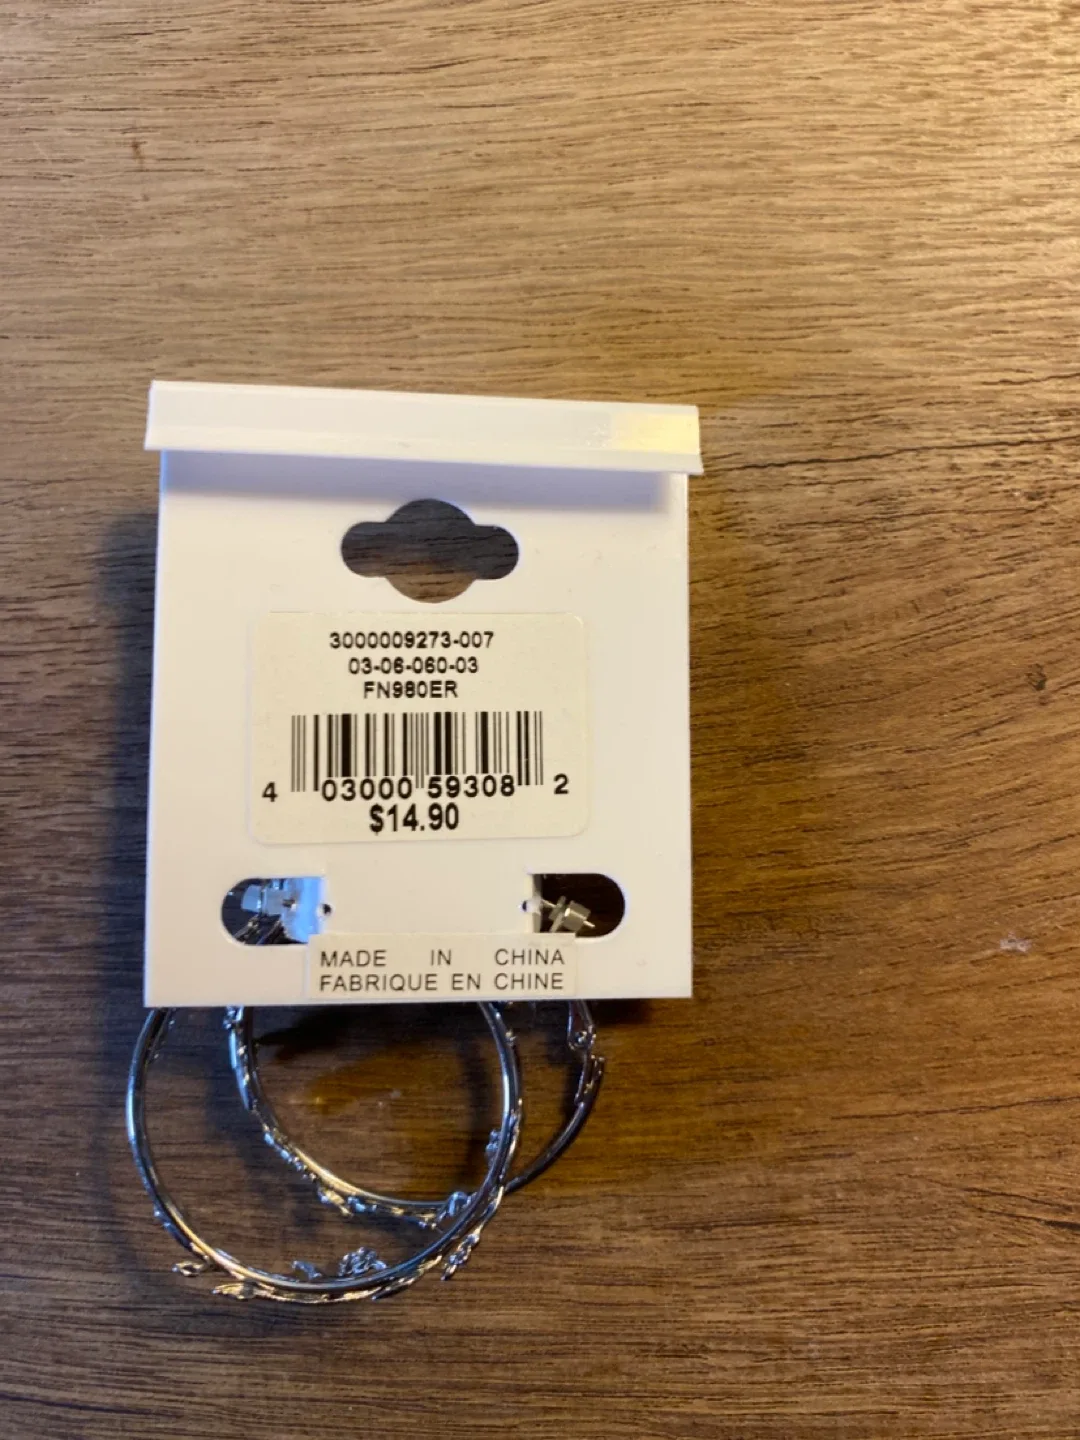 3000009273-007
03-06-060-03
FN980ER
4 03000 59308 2
$14.90
MADE IN CHINA
FABRIQUE EN CHINE